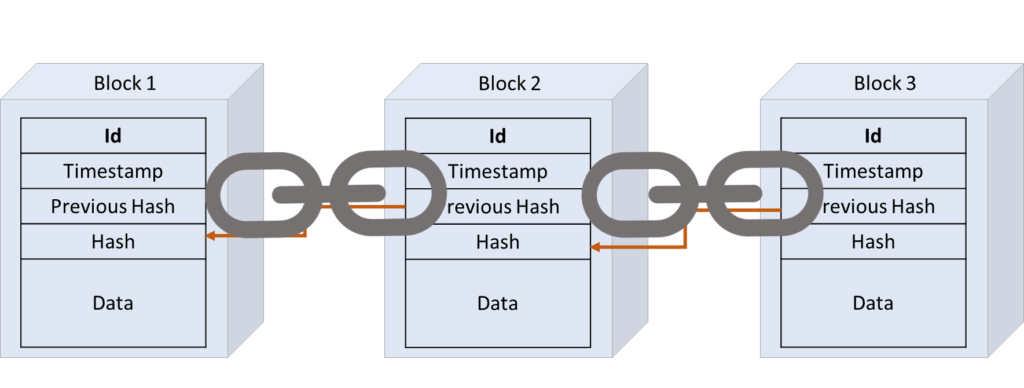 Block 1
Id
Timestamp
Previous Hash
Hash
Data
Block 2
Id
Timestamp
revious Hash
Hash
Data
Block 3
Id
Timestamp
revious Hash
Hash
Data